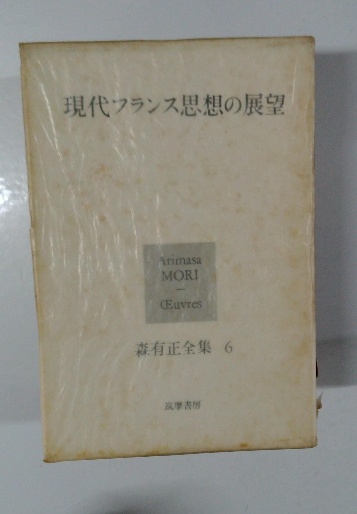 現代フランス思想の展望
Arimasa
MORI
—
Œuvres
森有正全集 6
筑摩書房